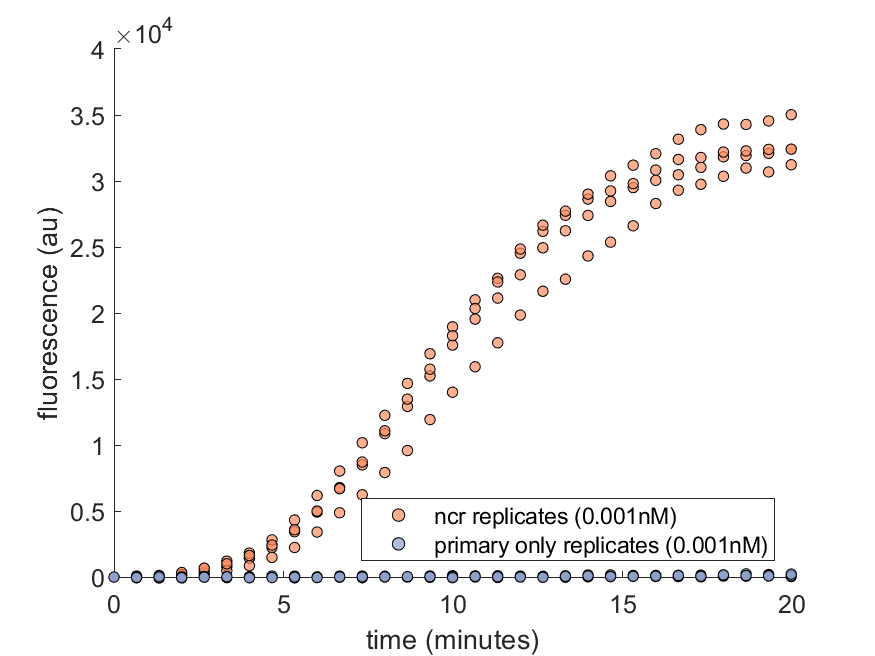 ×10⁴
4
3.5
3
2.5
2
1.5
1
0.5
0
fluorescence (au)
ncr replicates (0.001nM)
primary only replicates (0.001nM)
0 5 10 15 20
time (minutes)